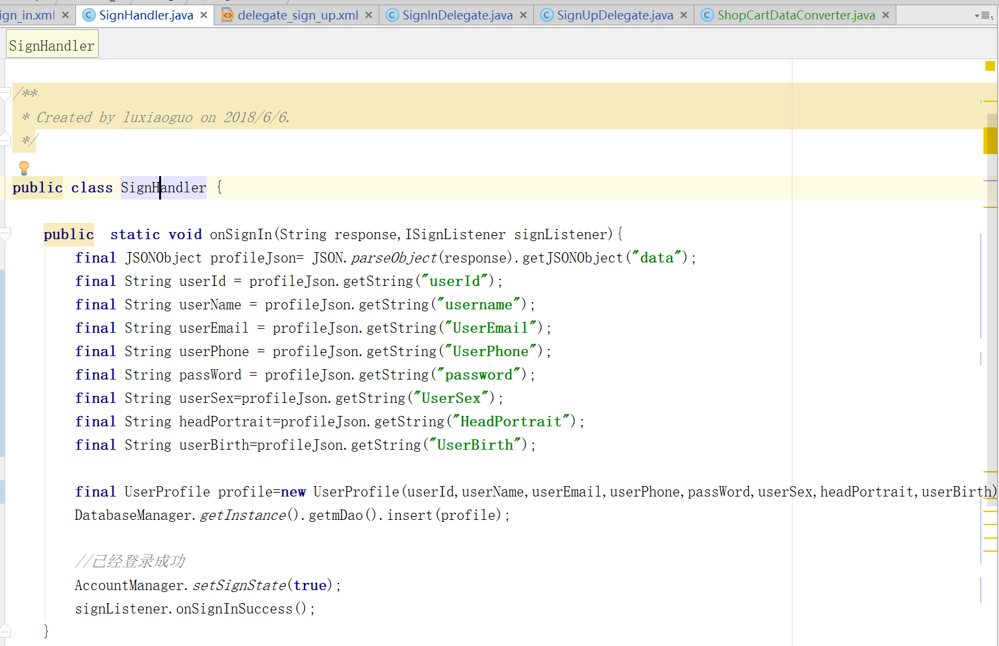 ign_in.xml SignHandler.java delegate_sign_up.xml SignInDelegate.java SignUpDelegate.java ShopCartDataConverter.java
SignHandler
/**
* Created by luxiaoguo on 2018/6/6.
*/
public class SignHandler {
public  static void onSignIn(String response,ISignListener signListener){
final JSONObject profileJson= JSON.parseObject(response).getJSONObject("data");
final String userId = profileJson.getString("userId");
final String userName = profileJson.getString("username");
final String userEmail = profileJson.getString("UserEmail");
final String userPhone = profileJson.getString("UserPhone");
final String passWord = profileJson.getString("password");
final String userSex=profileJson.getString("UserSex");
final String headPortrait=profileJson.getString("HeadPortrait");
final String userBirth=profileJson.getString("UserBirth");
final UserProfile profile=new UserProfile(userId,userName,userEmail,userPhone,passWord,userSex,headPortrait,userBirth)
DatabaseManager.getInstance().getmDao().insert(profile);
//已经登录成功
AccountManager.setSignState(true);
signListener.onSignInSuccess();
}